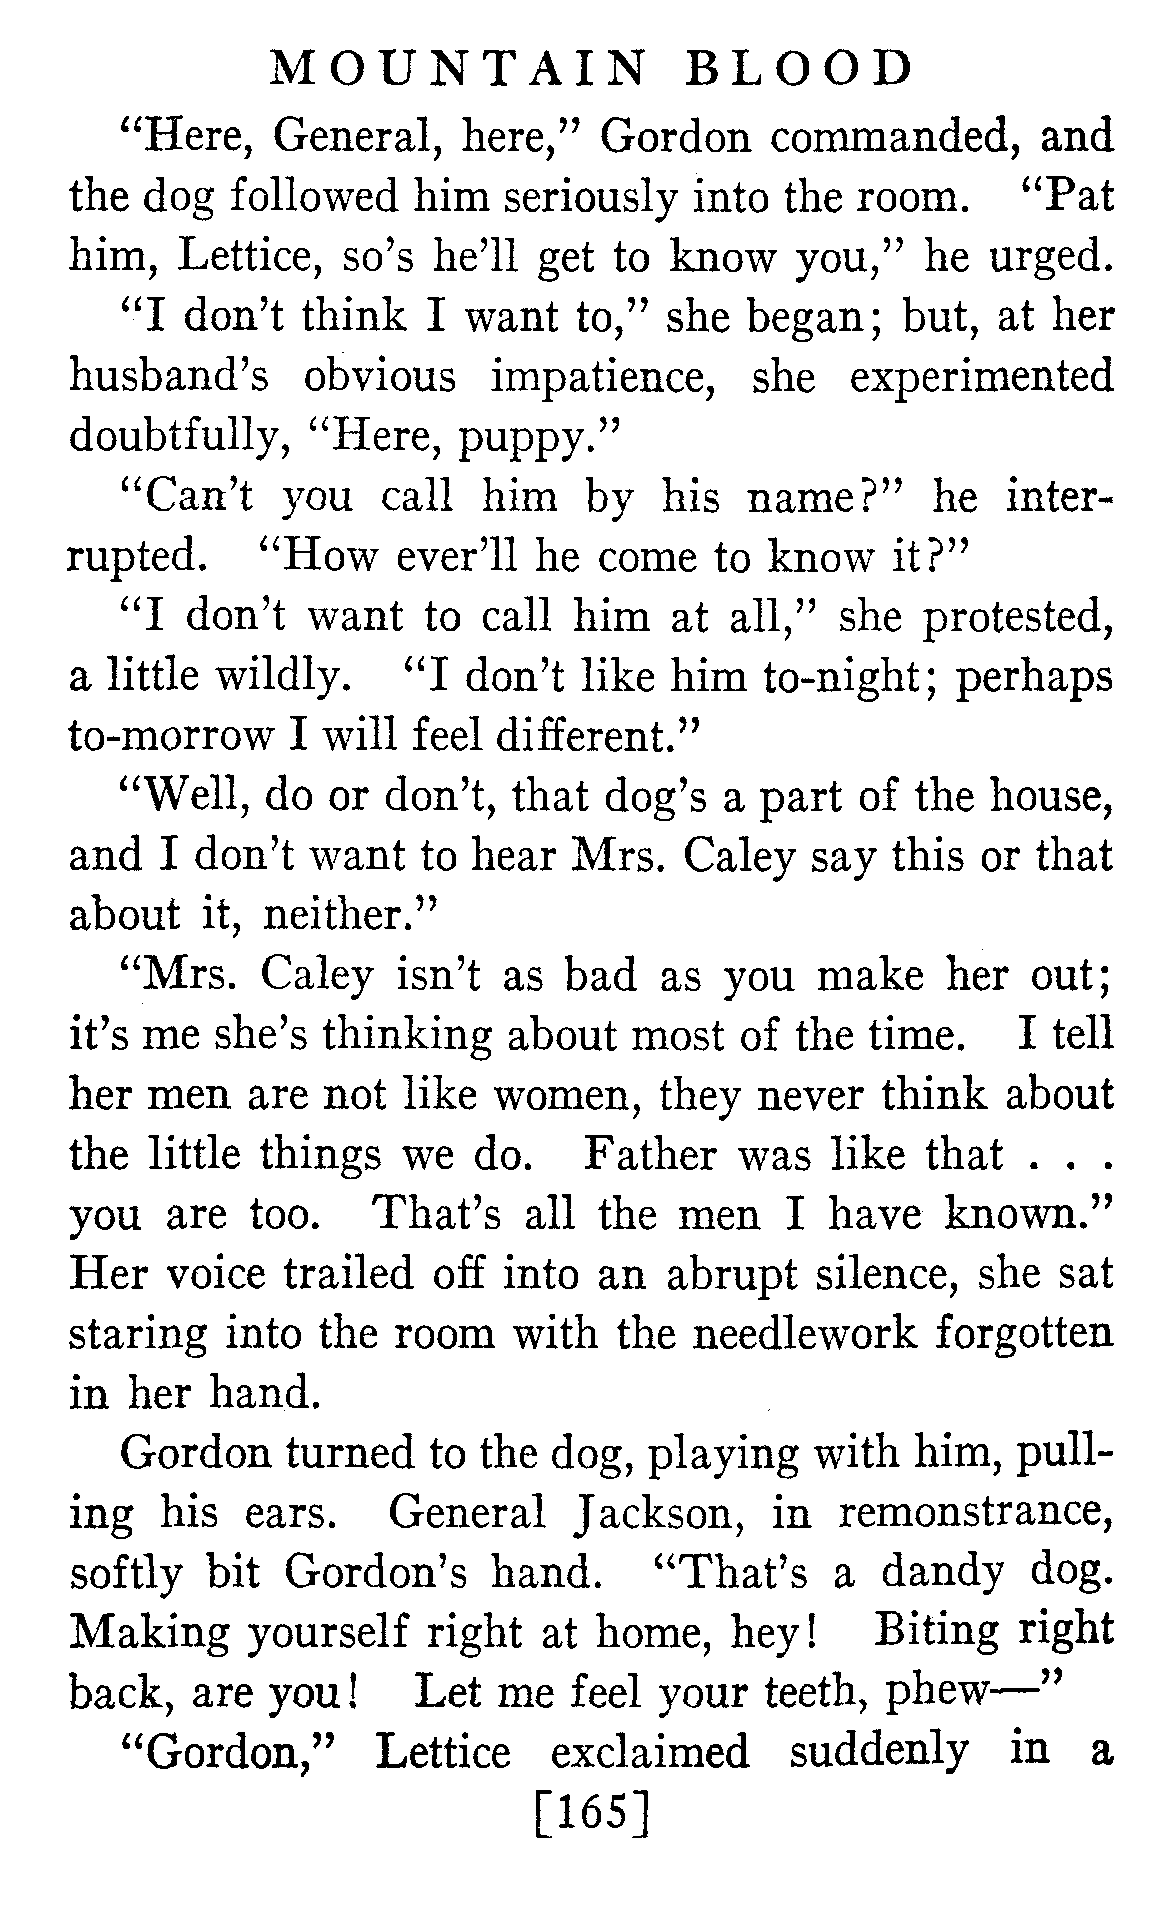 MOUNTAIN BLOOD
“Here, General, here,” Gordon commanded, and
the dog followed him seriously into the room. “Pat
him, Lettice, so’s he’ll get to know you,” he urged.
“I don’t think I want to,” she began; but, at her
husband’s obvious impatience, she experimented
doubtfully, “Here, puppy.”
“Can’t you call him by his name?” he inter-
rupted. “How ever’ll he come to know it?”
“I don’t want to call him at all,” she protested,
a little wildly. “I don’t like him to-night; perhaps
to-morrow I will feel different.”
“Well, do or don’t, that dog’s a part of the house,
and I don’t want to hear Mrs. Caley say this or that
about it, neither.”
“Mrs. Caley isn’t as bad as you make her out;
it’s me she’s thinking about most of the time. I tell
her men are not like women, they never think about
the little things we do. Father was like that . . .
you are too. That’s all the men I have known.”
Her voice trailed off into an abrupt silence, she sat
staring into the room with the needlework forgotten
in her hand.
Gordon turned to the dog, playing with him, pull-
ing his ears. General Jackson, in remonstrance,
softly bit Gordon’s hand. “That’s a dandy dog.
Making yourself right at home, hey! Biting right
back, are you! Let me feel your teeth, phew—”
“Gordon,” Lettice exclaimed suddenly in a
[165]